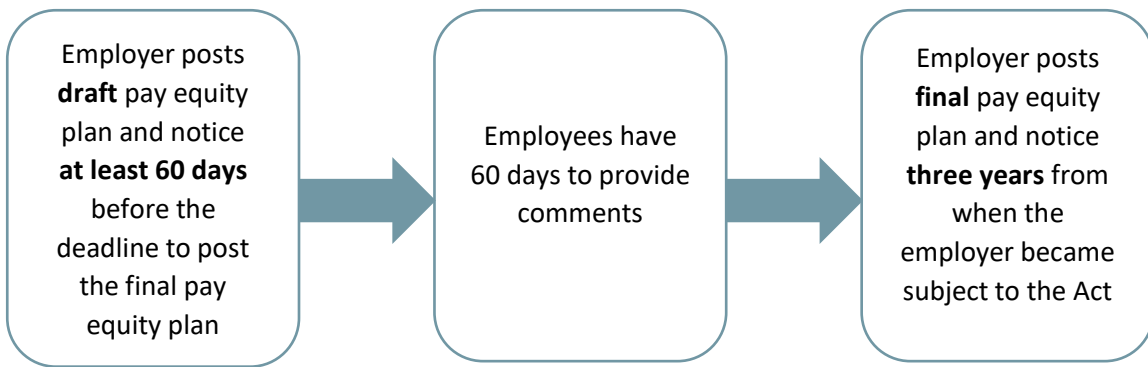 Employer posts
draft pay equity
plan and notice
at least 60 days
before the
deadline to post
the final pay
equity plan
Employees have
60 days to provide
comments
Employer posts
final pay equity
plan and notice
three years from
when the
employer became
subject to the Act